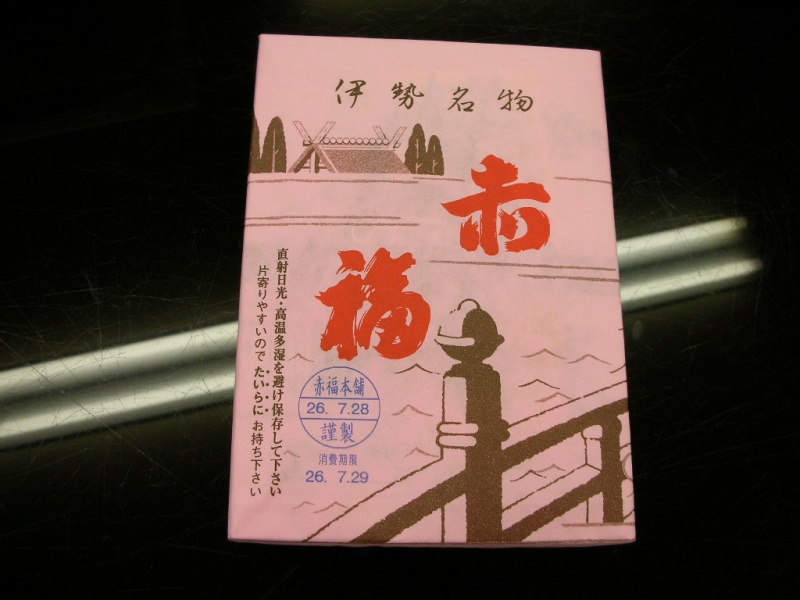 伊勢名物
赤福
直射日光・高温多湿を避け保存して下さい
片寄りやすいのでたいらにお持ち下さい
赤福本舗
26. 7.28
謹製
消費期限
26. 7.29